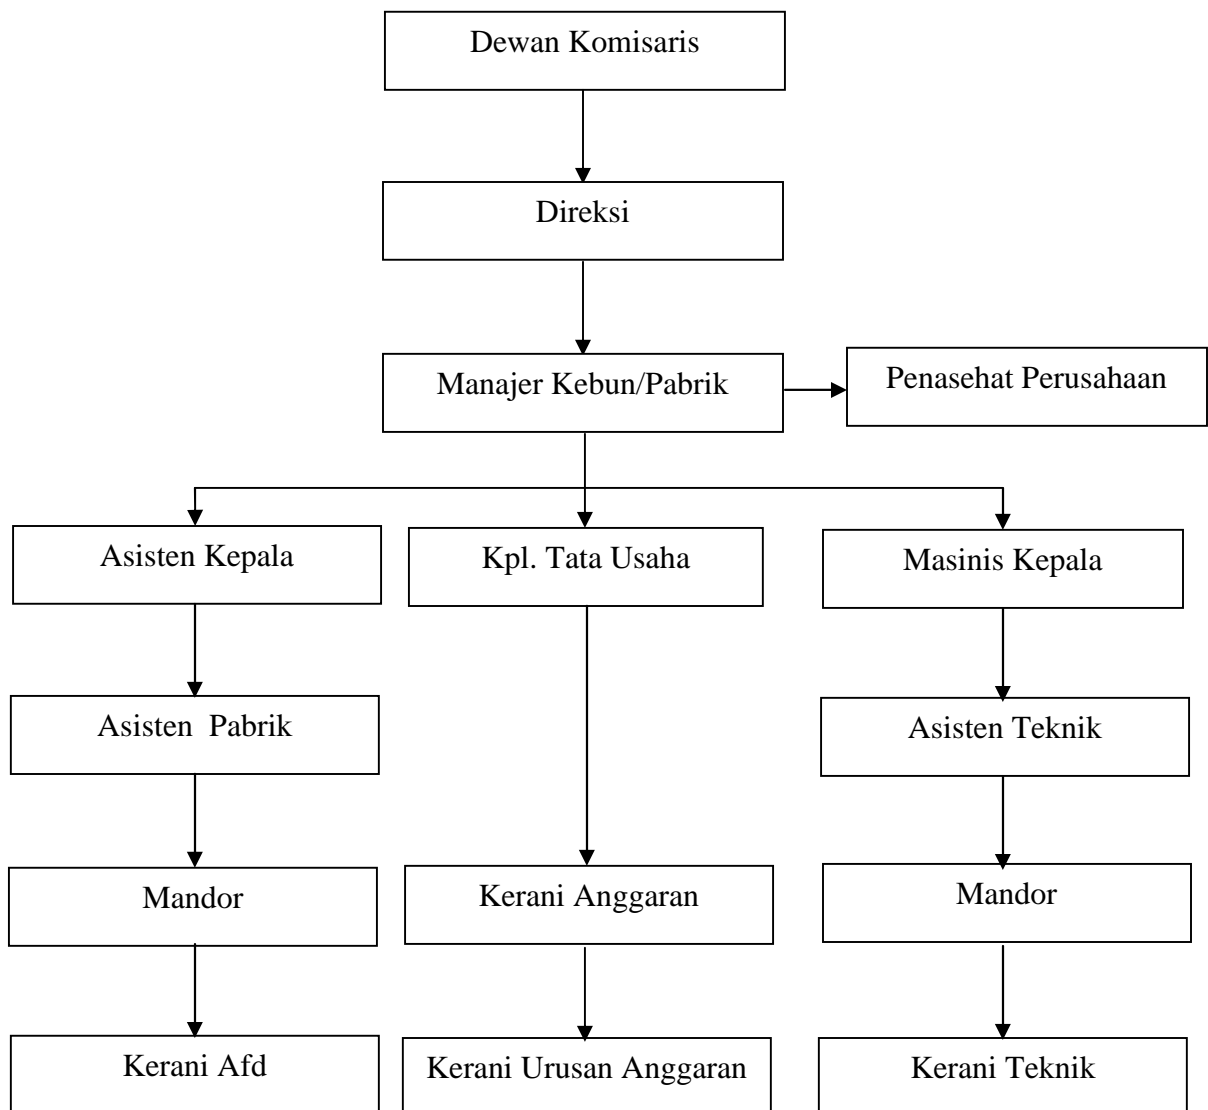 Dewan Komisaris
Direksi
Manajer Kebun/Pabrik
Penasehat Perusahaan
Asisten Kepala
Kpl. Tata Usaha
Masinis Kepala
Asisten  Pabrik
Asisten Teknik
Mandor
Kerani Anggaran
Mandor
Kerani Afd
Kerani Urusan Anggaran
Kerani Teknik